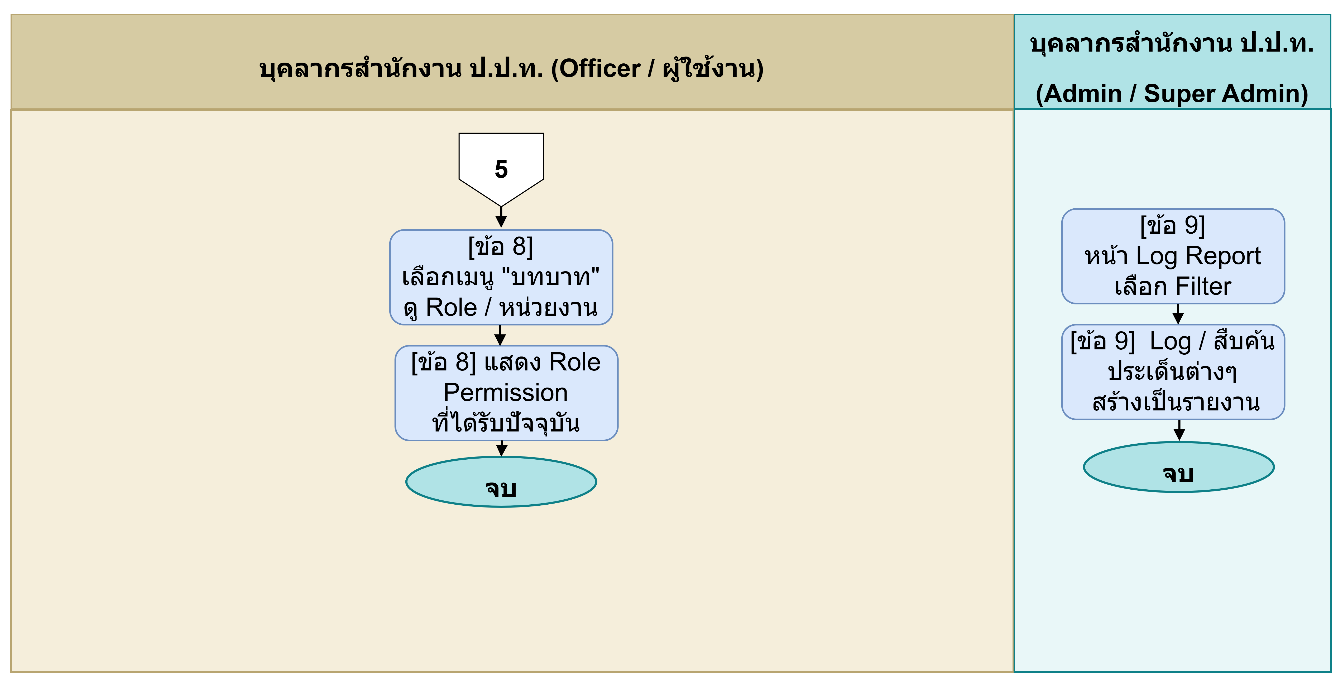 บุคลากรสำนักงาน ป.ป.ท. (Officer / ผู้ใช้งาน)
บุคลากรสำนักงาน ป.ป.ท.
(Admin / Super Admin)
5
[ข้อ 8]
เลือกเมนู "บทบาท"
ดู Role / หน่วยงาน
[ข้อ 8] แสดง Role
Permission
ที่ได้รับปัจจุบัน
จบ
[ข้อ 9]
หน้า Log Report
เลือก Filter
[ข้อ 9]  Log / สืบค้น
ประเด็นต่างๆ
สร้างเป็นรายงาน
จบ